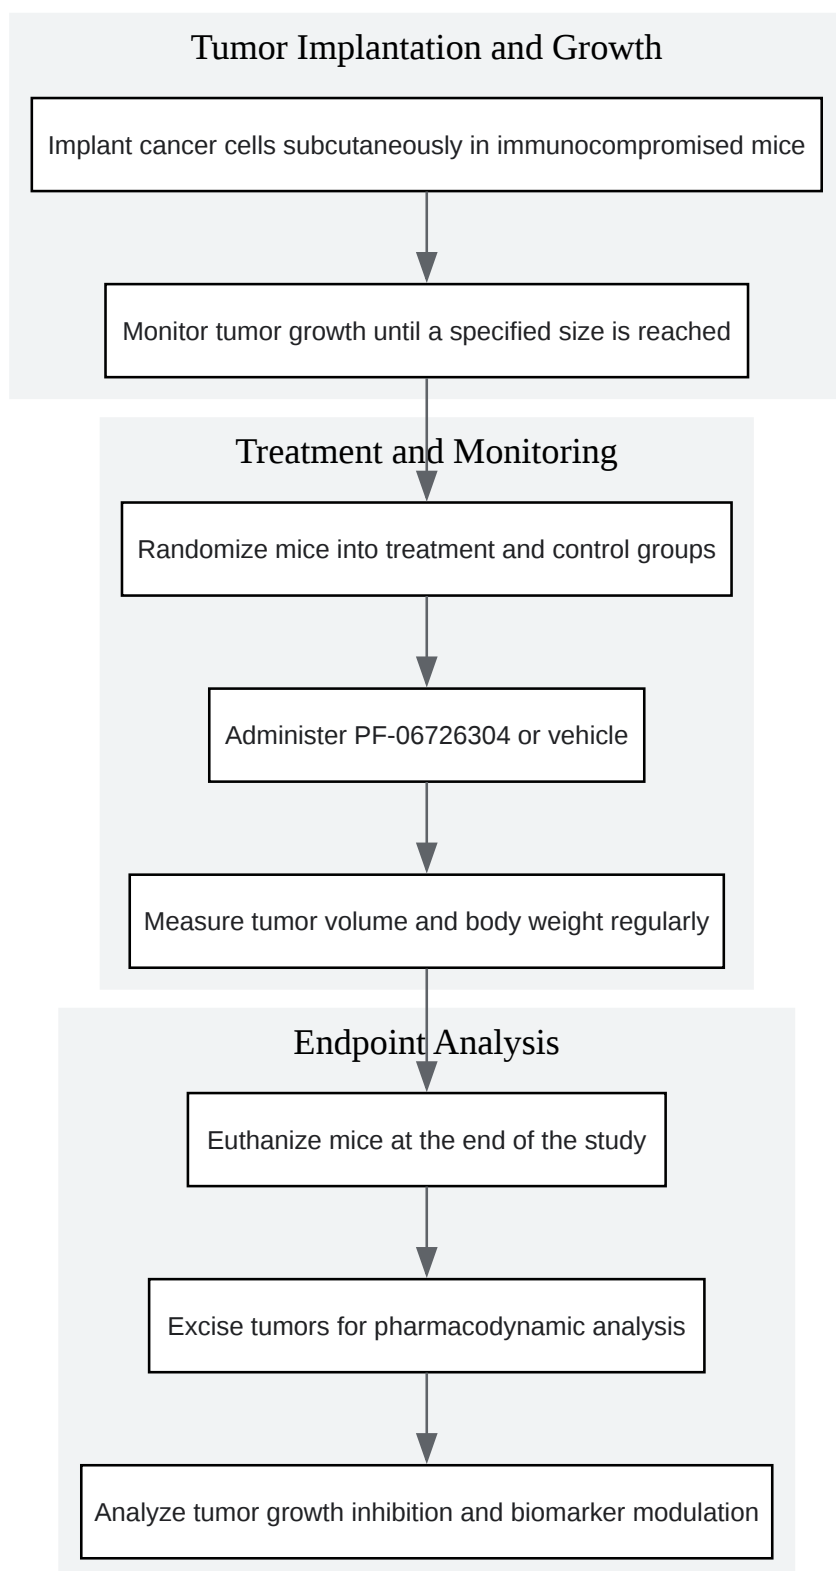 Tumor Implantation and Growth
Implant cancer cells subcutaneously in immunocompromised mice
Monitor tumor growth until a specified size is reached
Treatment and Monitoring
Randomize mice into treatment and control groups
Administer PF-06726304 or vehicle
Measure tumor volume and body weight regularly
Endpoint Analysis
Euthanize mice at the end of the study
Excise tumors for pharmacodynamic analysis
Analyze tumor growth inhibition and biomarker modulation